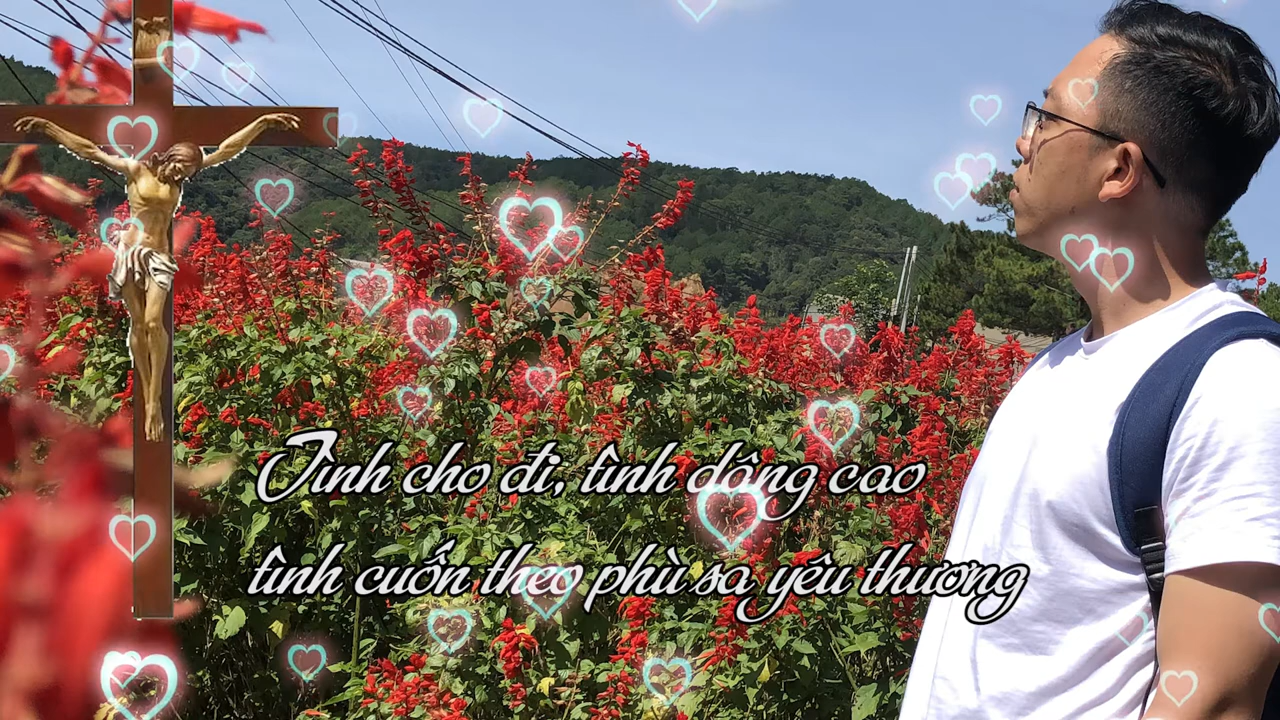 Tình cho đi, tình dâng cao
tình cuốn theo phù sa yêu thương